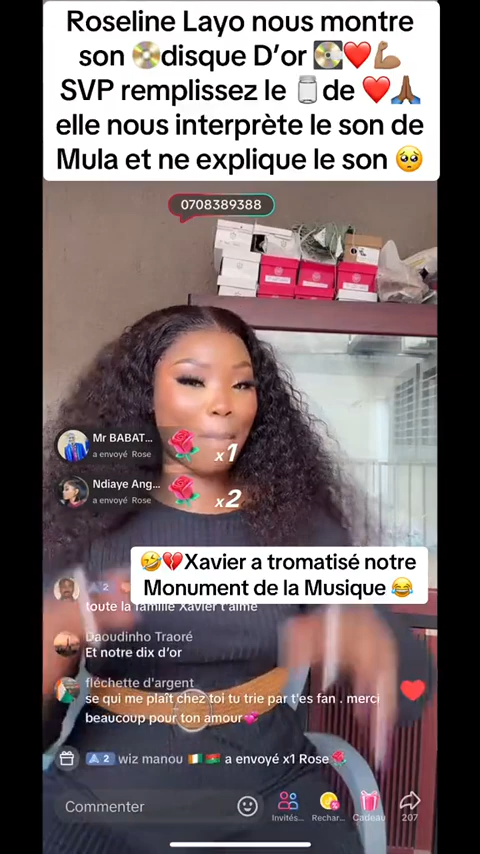 Roseline Layo nous montre
son 📀disque D’or 💽❤️💪🏽
SVP remplissez le 🫙de ❤️🙏🏾
elle nous interprète le son de
Mula et ne explique le son 🥺
0708389388
Mr BABAT...
a envoyé Rose
x1
Ndiaye Ang...
a envoyé Rose
x2
🤣💔Xavier a tromatisé notre
Monument de la Musique 😂
2
toute la famille Xavier t'aime
Daoudinho Traoré
Et notre dix d’or
fléchette d'argent
se qui me plaît chez toi tu trie par t'es fan . merci
beaucoup pour ton amour💕
2 wiz manou 🇨🇮🇧🇫 a envoyé x1 Rose 🌹
Commenter
Invités...
Rechar...
Cadeau
207